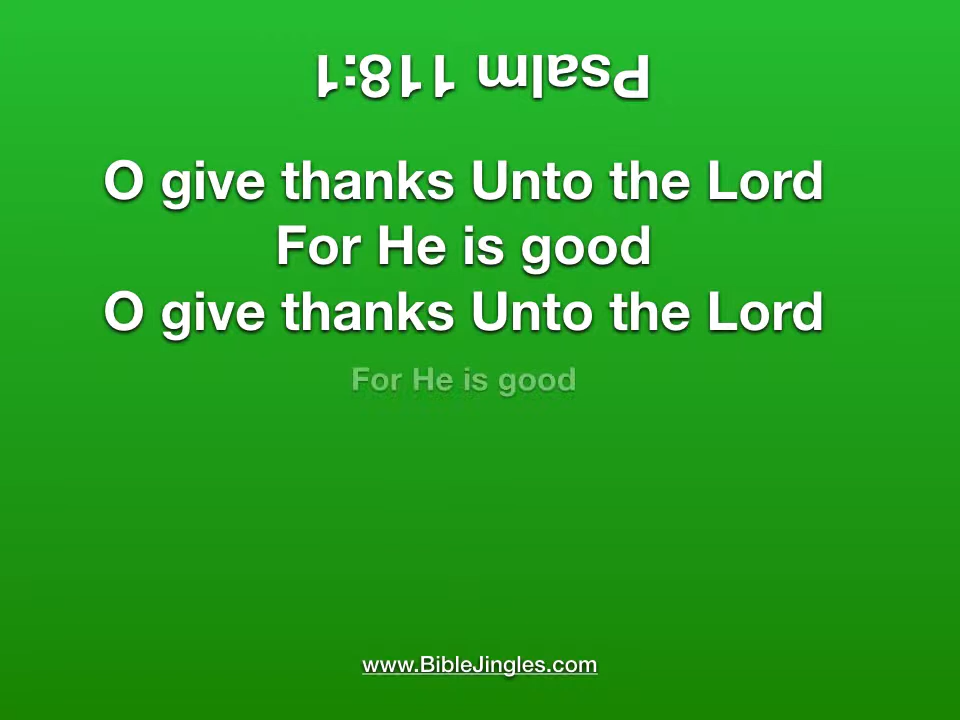 Psalm 118:1
O give thanks Unto the Lord
For He is good
O give thanks Unto the Lord
For He is good
www.BibleJingles.com